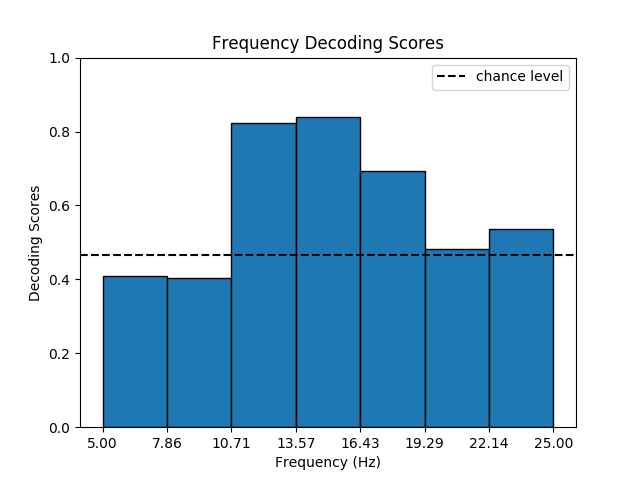 Frequency Decoding Scores
chance level
1.0
0.8
0.6
0.4
0.2
0.0
Decoding Scores
5.00 7.86 10.71 13.57 16.43 19.29 22.14 25.00
Frequency (Hz)